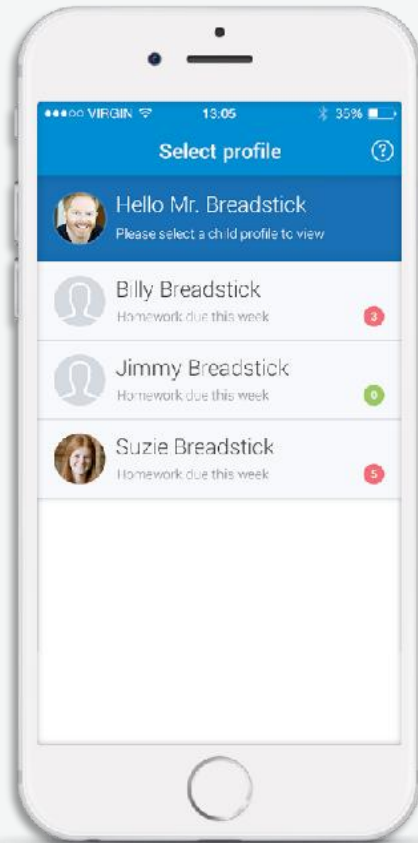 VIRGIN 13:05 35%
Select profile ?
Hello Mr. Breadstick
Please select a child profile to view
Billy Breadstick
Homework due this week 3
Jimmy Breadstick
Homework due this week 0
Suzie Breadstick
Homework due this week 5